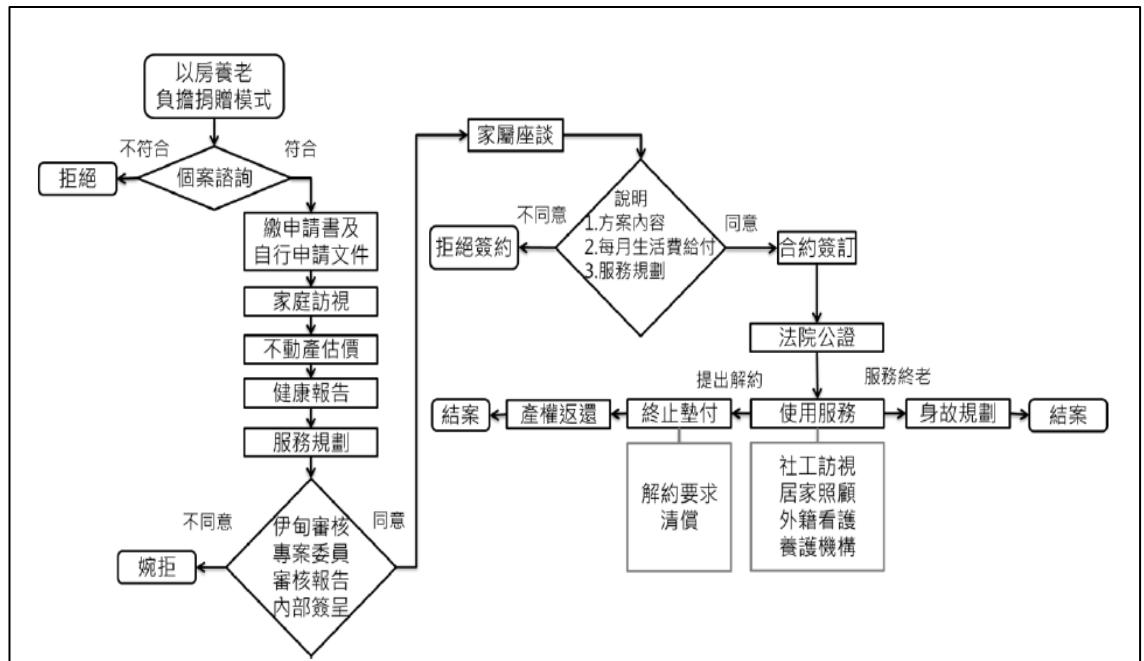 以房養老
負擔捐贈模式
不符合
符合
拒絕
個案諮詢
繳申請書及
自行申請文件
家庭訪視
不動產估價
健康報告
服務規劃
不同意
同意
伊甸審核
專案委員
審核報告
內部簽呈
婉拒
家屬座談
說明
1.方案內容
2.每月生活費給付
3.服務規劃
不同意
同意
拒絕簽約
合約簽訂
法院公證
提出解約
服務終老
結案
產權返還
終止墊付
使用服務
身故規劃
結案
解約要求
清償
社工訪視
居家照顧
外籍看護
養護機構